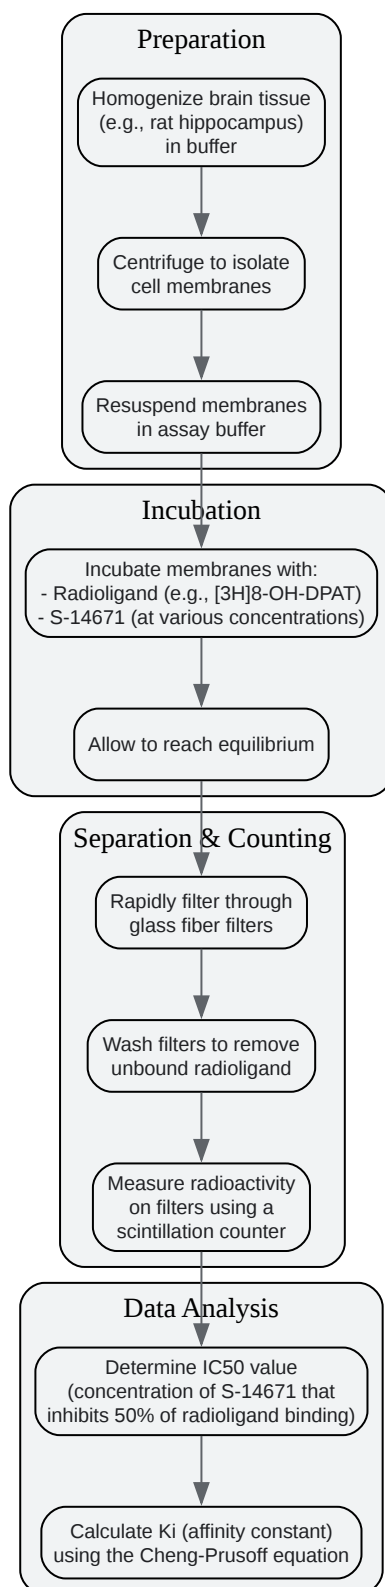 Preparation
Homogenize brain tissue
(e.g., rat hippocampus)
in buffer
Centrifuge to isolate
cell membranes
Resuspend membranes
in assay buffer
Incubation
Incubate membranes with:
- Radioligand (e.g., [3H]8-OH-DPAT)
- S-14671 (at various concentrations)
Allow to reach equilibrium
Separation & Counting
Rapidly filter through
glass fiber filters
Wash filters to remove
unbound radioligand
Measure radioactivity
on filters using a
scintillation counter
Data Analysis
Determine IC50 value
(concentration of S-14671 that
inhibits 50% of radioligand binding)
Calculate Ki (affinity constant)
using the Cheng-Prusoff equation